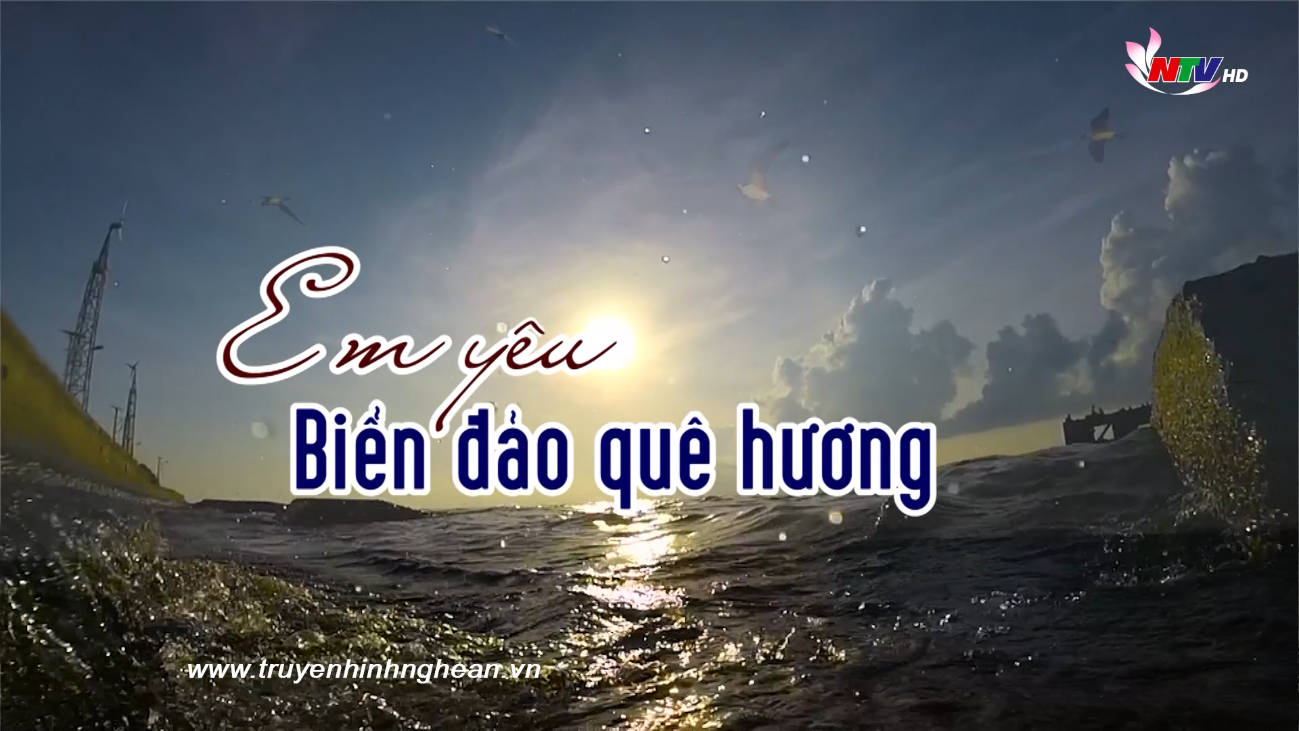 NTV HD
Em yêu
Biển đảo quê hương
www.truyenhinhnghean.vn